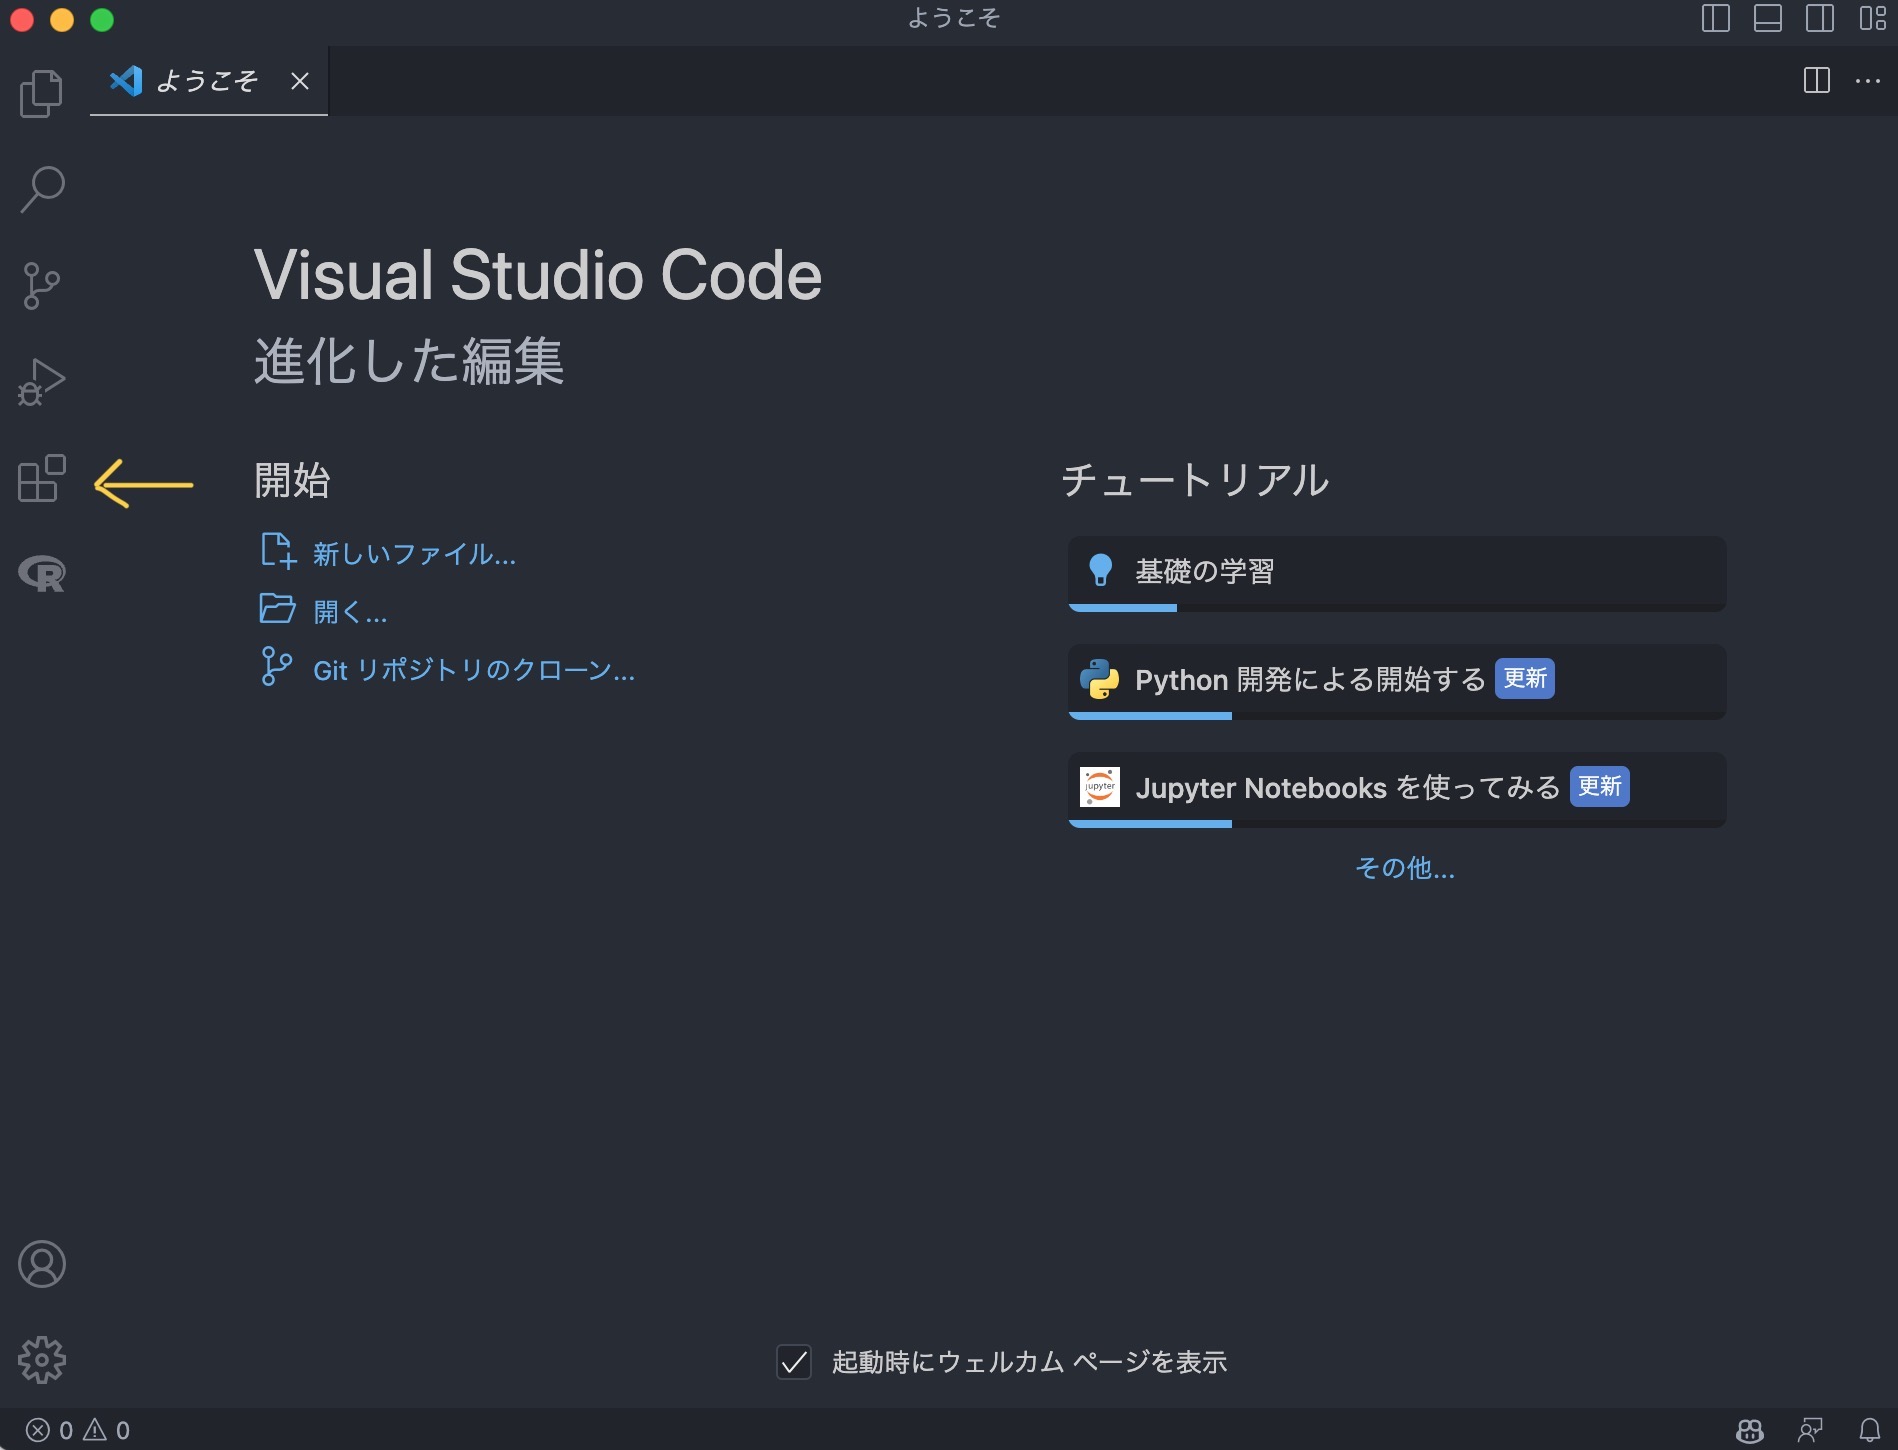 ようこそ
ようこそ
Visual Studio Code
進化した編集
開始
新しいファイル...
開く...
Git リポジトリのクローン...
チュートリアル
基礎の学習
Python 開発による開始する 更新
jupyter
Jupyter Notebooks を使ってみる 更新
その他...
起動時にウェルカム ページを表示
0 0
R